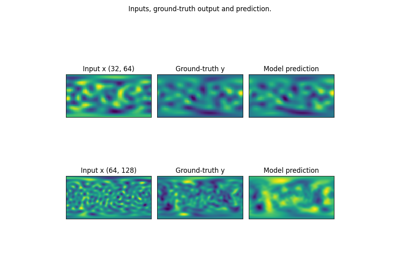 Inputs, ground-truth output and prediction.
Input x (32, 64) Ground-truth y Model prediction
Input x (64, 128) Ground-truth y Model prediction